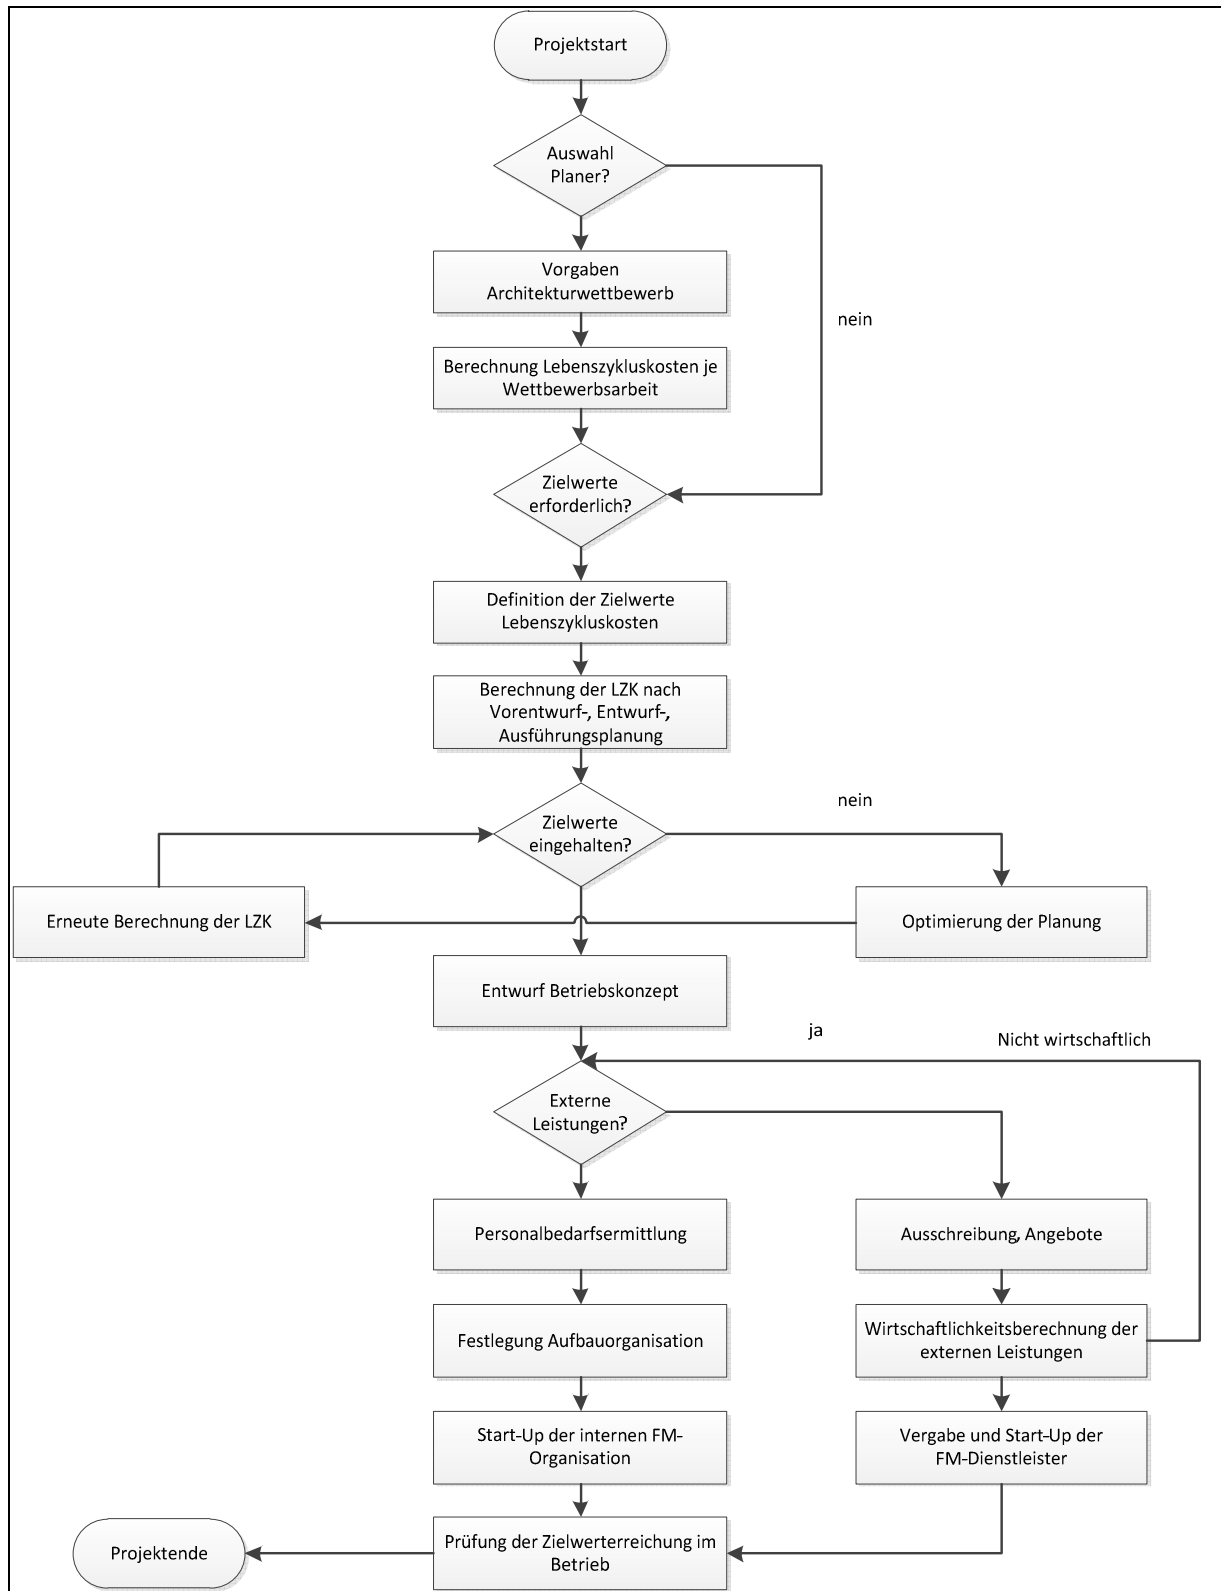 Projektstart
Auswahl
Planer?
Vorgaben
Architekturwettbewerb
nein
Berechnung Lebenszykluskosten je
Wettbewerbsarbeit
Zielwerte
erforderlich?
Definition der Zielwerte
Lebenszykluskosten
Berechnung der LZK nach
Vorentwurf-, Entwurf-,
Ausführungsplanung
nein
Zielwerte
eingehalten?
Erneute Berechnung der LZK
Optimierung der Planung
Entwurf Betriebskonzept
ja
Nicht wirtschaftlich
Externe
Leistungen?
Personalbedarfsermittlung
Ausschreibung, Angebote
Festlegung Aufbauorganisation
Wirtschaftlichkeitsberechnung der
externen Leistungen
Start-Up der internen FM-
Organisation
Vergabe und Start-Up der
FM-Dienstleister
Prüfung der Zielwerterreichung im
Betrieb
Projektende